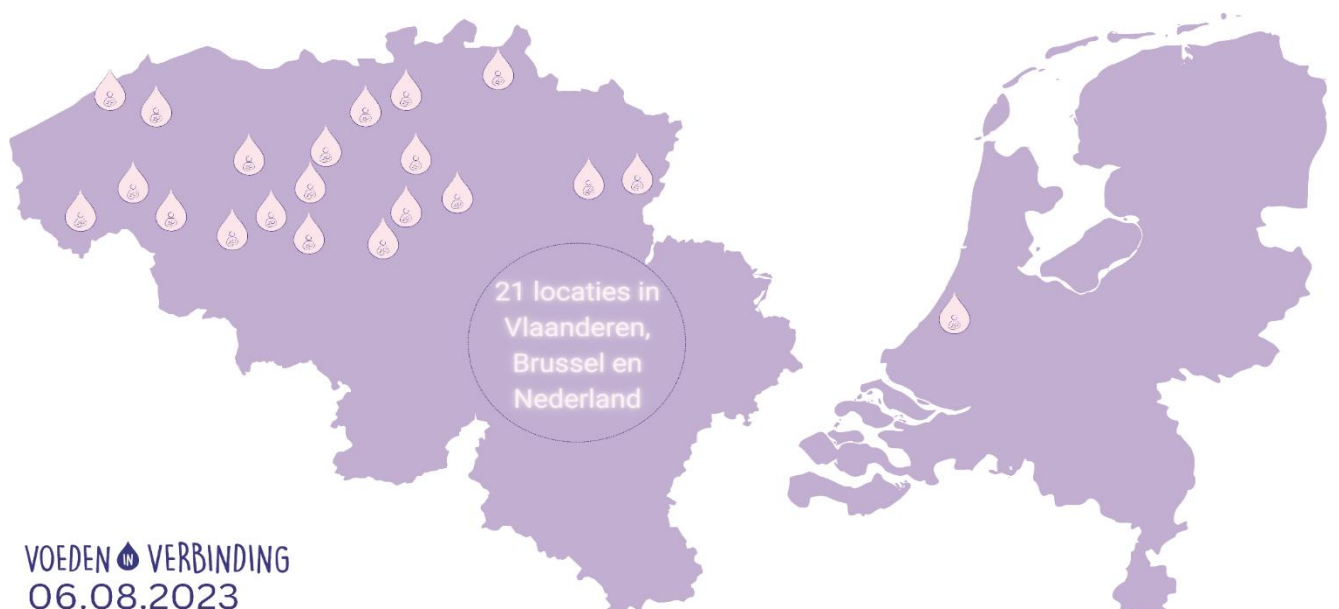 21 locaties in
Vlaanderen,
Brussel en
Nederland
VOEDEN IN VERBINDING
06.08.2023